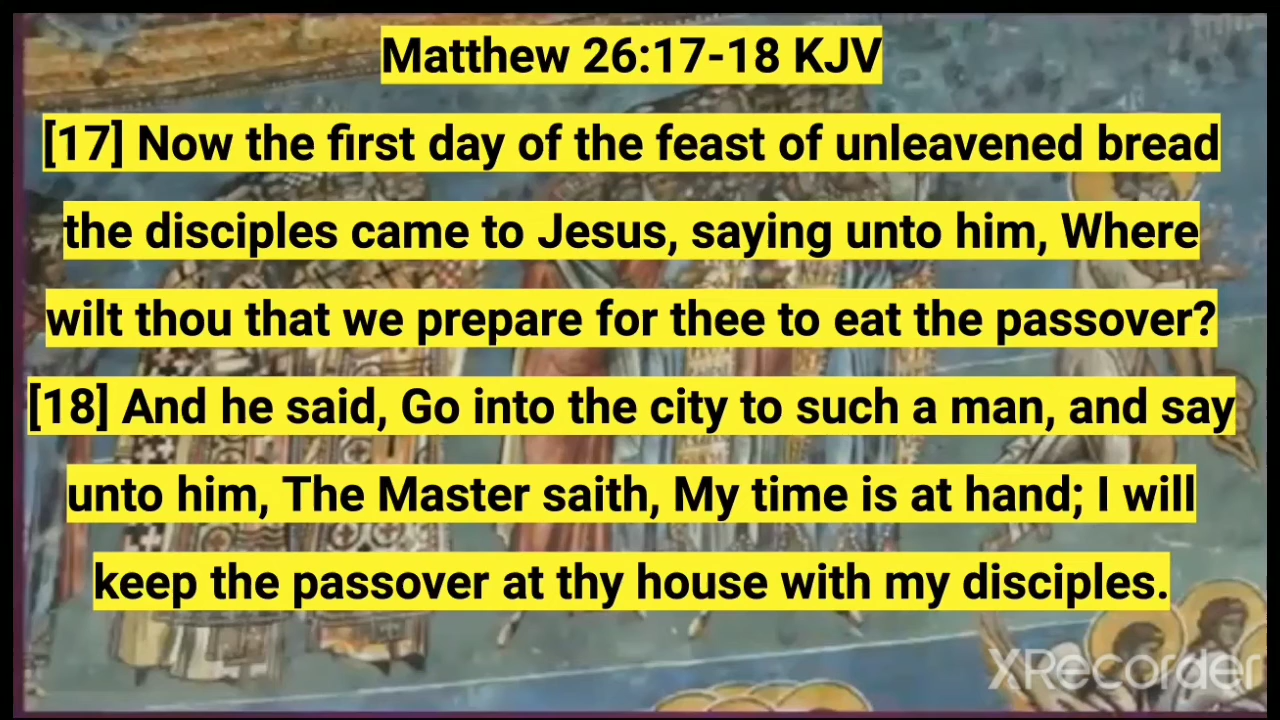 Matthew 26:17-18 KJV
[17] Now the first day of the feast of unleavened bread
the disciples came to Jesus, saying unto him, Where
wilt thou that we prepare for thee to eat the passover?
[18] And he said, Go into the city to such a man, and say
unto him, The Master saith, My time is at hand; I will
keep the passover at thy house with my disciples.
XRecorder